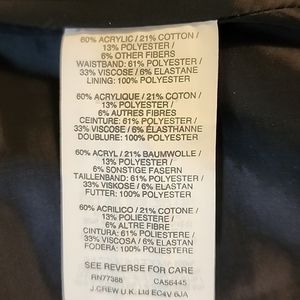 60% ACRYLIC / 21% COTTON /
13% POLYESTER /
6% OTHER FIBRES
WAISTBAND: 61% POLYESTER /
33% VISCOSE / 6% ELASTANE
LINING: 100% POLYESTER
60% ACRYLIQUE / 21% COTON /
13% POLYESTER /
6% AUTRES FIBRES
CEINTURE: 61% POLYESTER /
33% VISCOSE / 6% ÉLASTHANNE
DOUBLURE: 100% POLYESTER
60% ACRYL / 21% BAUMWOLLE /
13% POLYESTER /
6% SONSTIGE FASERN
TAILLENBAND: 61% POLYESTER /
33% VISKOSE / 6% ELASTAN
FUTTER: 100% POLYESTER
60% ACRILICO / 21% COTONE /
13% POLIESTERE /
6% ALTRE FIBRE
CINTURA: 61% POLIESTERE /
33% VISCOSA / 6% ELASTAN
FODERA: 100% POLIESTERE
SEE REVERSE FOR CARE
RN77388 CA56445
J.CREW U.K. Ltd EC4V 6JA